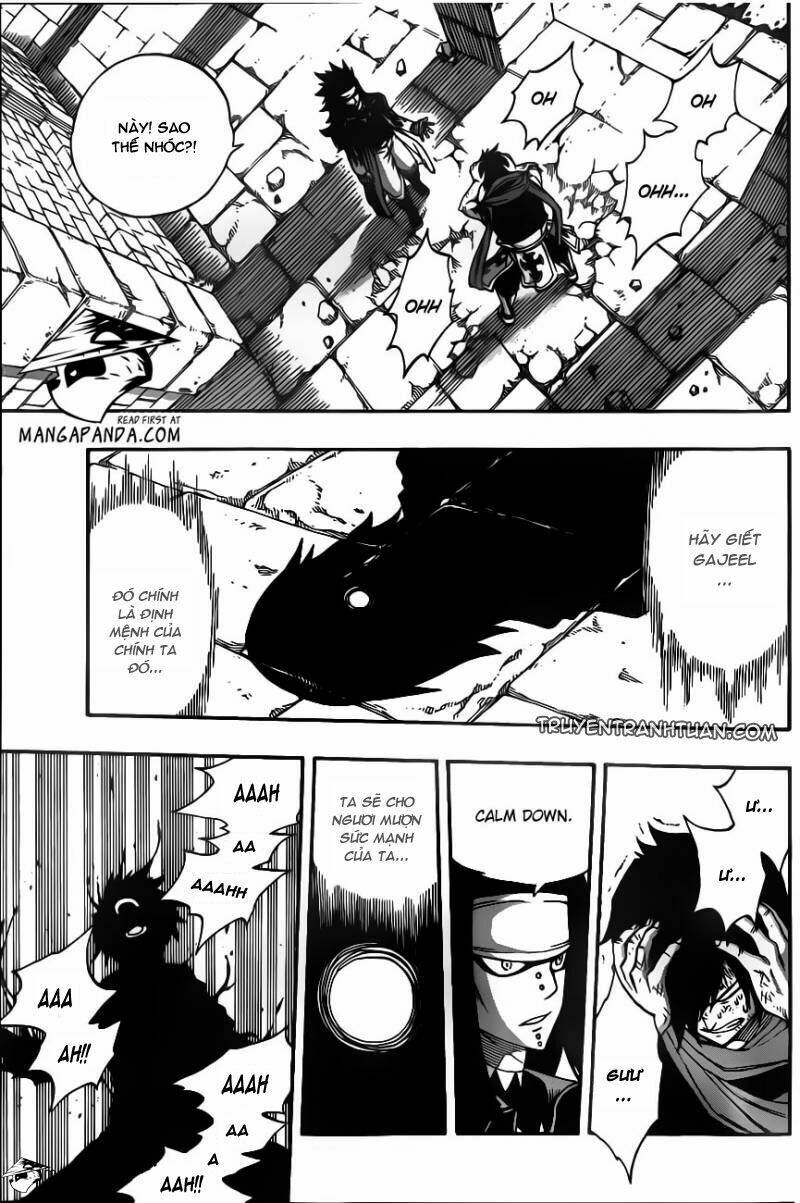 OH
OHH...
OH
OHH
NÀY! SAO
THẾ NHÓC?!
READ FIRST AT
MANGAPANDA.COM
HÃY GIẾT
GAJEEL
...
ĐÓ CHÍNH
LÀ ĐỊNH
MỆNH CỦA
CHÍNH TA
ĐÓ...
TRUYENTRANHTUAN.COM
Ư...
Ư...
GƯƯ
...
CALM DOWN.
TA SẼ CHO
NGƯƠI MƯỢN
SỨC MẠNH
CỦA TA...
AAAH
AA
AAAHH
AAA
AH!!
AAAH
AA
A
AAH!!